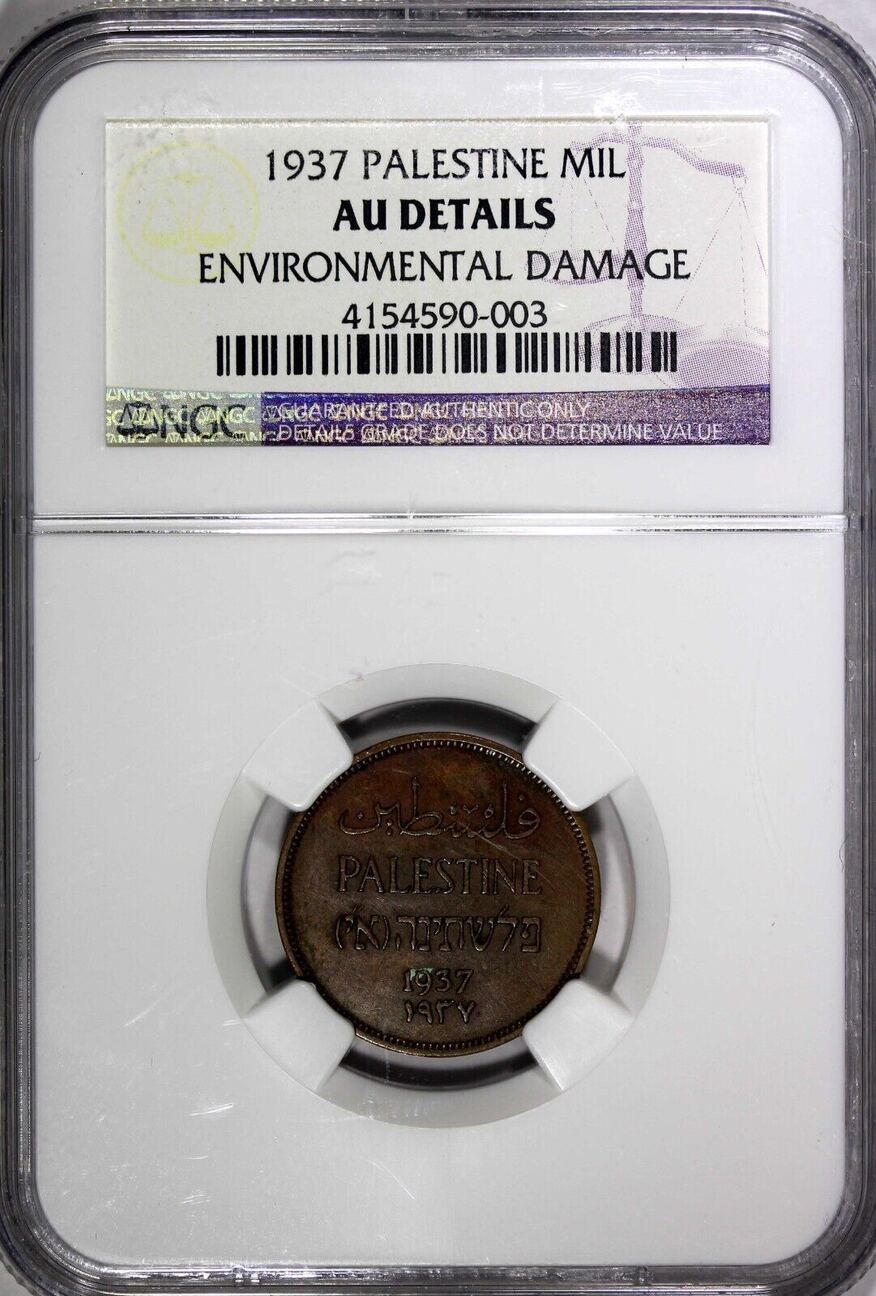 1937 PALESTINE MIL
AU DETAILS
ENVIRONMENTAL DAMAGE
4154590-003
NGC
GUARANTEED AUTHENTIC ONLY
DETAILS GRADE DOES NOT DETERMINE VALUE
فلسطين
PALESTINE
פלשתינה (א״י)
1937
١٩٣٧